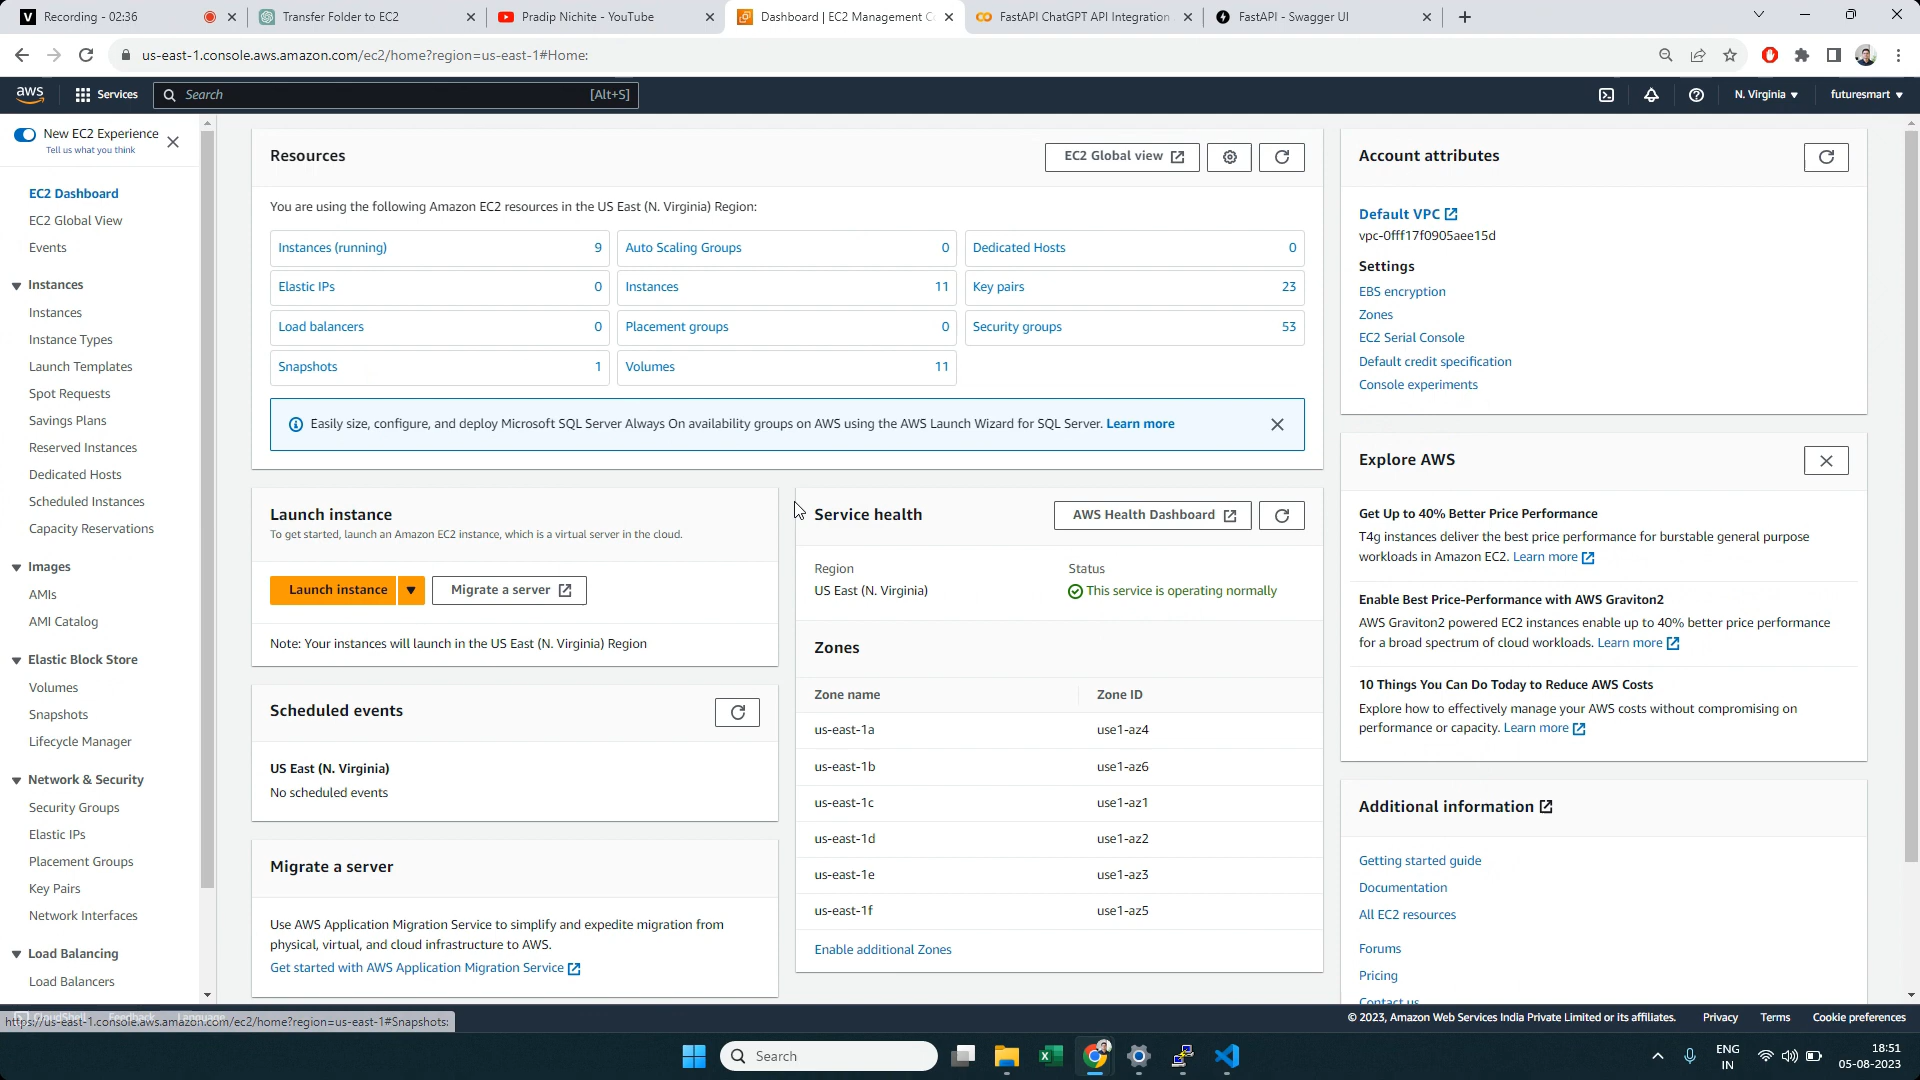 V Recording - 02:36
Transfer Folder to EC2
Pradip Nichite - YouTube
Dashboard | EC2 Management C
FastAPI ChatGPT API Integration
FastAPI - Swagger UI
us-east-1.console.aws.amazon.com/ec2/home?region=us-east-1#Home:
aws
Services
Search
[Alt+S]
N. Virginia
futuresmart
New EC2 Experience
Tell us what you think
EC2 Dashboard
EC2 Global View
Events
Instances
Instances
Instance Types
Launch Templates
Spot Requests
Savings Plans
Reserved Instances
Dedicated Hosts
Scheduled Instances
Capacity Reservations
Images
AMIs
AMI Catalog
Elastic Block Store
Volumes
Snapshots
Lifecycle Manager
Network & Security
Security Groups
Elastic IPs
Placement Groups
Key Pairs
Network Interfaces
Load Balancing
Load Balancers
Resources
EC2 Global view
You are using the following Amazon EC2 resources in the US East (N. Virginia) Region:
Instances (running) 9
Auto Scaling Groups 0
Dedicated Hosts 0
Elastic IPs 0
Instances 11
Key pairs 23
Load balancers 0
Placement groups 0
Security groups 53
Snapshots 1
Volumes 11
Easily size, configure, and deploy Microsoft SQL Server Always On availability groups on AWS using the AWS Launch Wizard for SQL Server. Learn more
Launch instance
To get started, launch an Amazon EC2 instance, which is a virtual server in the cloud.
Launch instance
Migrate a server
Note: Your instances will launch in the US East (N. Virginia) Region
Scheduled events
US East (N. Virginia)
No scheduled events
Migrate a server
Use AWS Application Migration Service to simplify and expedite migration from
physical, virtual, and cloud infrastructure to AWS.
Get started with AWS Application Migration Service
Service health
AWS Health Dashboard
Region
Status
US East (N. Virginia)
This service is operating normally
Zones
Zone name
Zone ID
us-east-1a
use1-az4
us-east-1b
use1-az6
us-east-1c
use1-az1
us-east-1d
use1-az2
us-east-1e
use1-az3
us-east-1f
use1-az5
Enable additional Zones
Account attributes
Default VPC
vpc-0fff17f0905aee15d
Settings
EBS encryption
Zones
EC2 Serial Console
Default credit specification
Console experiments
Explore AWS
Get Up to 40% Better Price Performance
T4g instances deliver the best price performance for burstable general purpose
workloads in Amazon EC2. Learn more
Enable Best Price-Performance with AWS Graviton2
AWS Graviton2 powered EC2 instances enable up to 40% better price performance
for a broad spectrum of cloud workloads. Learn more
10 Things You Can Do Today to Reduce AWS Costs
Explore how to effectively manage your AWS costs without compromising on
performance or capacity. Learn more
Additional information
Getting started guide
Documentation
All EC2 resources
Forums
Pricing
Contact us
CloudShell Feedback Language
https://us-east-1.console.aws.amazon.com/ec2/home?region=us-east-1#Snapshots:
© 2023, Amazon Web Services India Private Limited or its affiliates.
Privacy
Terms
Cookie preferences
Search
ENG
IN
18:51
05-08-2023